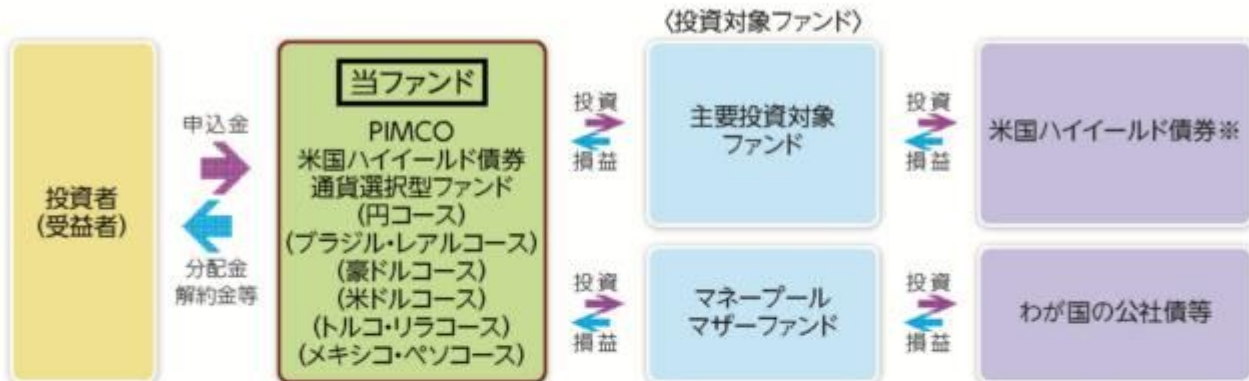 〈投資対象ファンド〉
投資者
(受益者)
申込金
分配金
解約金等
当ファンド
PIMCO
米国ハイイールド債券
通貨選択型ファンド
(円コース)
(ブラジル・レアルコース)
(豪ドルコース)
(米ドルコース)
(トルコ・リラコース)
(メキシコ・ペソコース)
投資
損益
主要投資対象
ファンド
投資
損益
米国ハイイールド債券※
投資
損益
マネープール
マザーファンド
投資
損益
わが国の公社債等